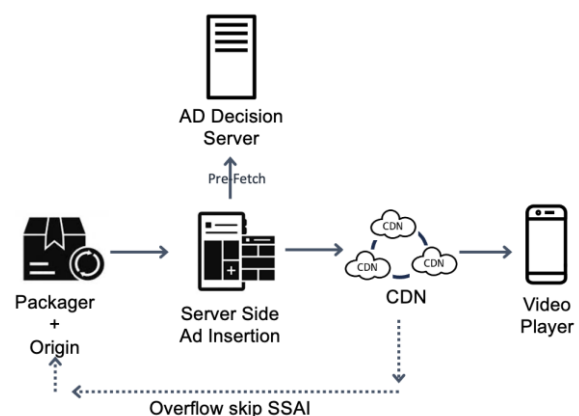 AD Decision
Server
Pre-Fetch
CDN
CDN
CDN
Packager
+
Origin
Server Side
Ad Insertion
CDN
Video
Player
Overflow skip SSAI